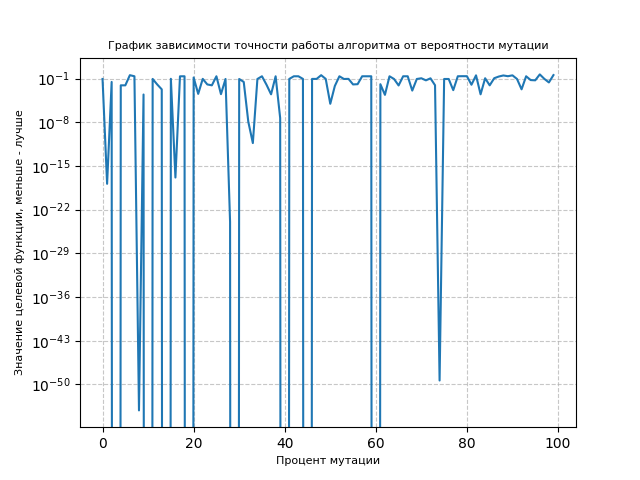 График зависимости точности работы алгоритма от вероятности мутации
Значение целевой функции, меньше - лучше
10⁻¹
10⁻⁸
10⁻¹⁵
10⁻²²
10⁻²⁹
10⁻³⁶
10⁻⁴³
10⁻⁵⁰
0 20 40 60 80 100
Процент мутации